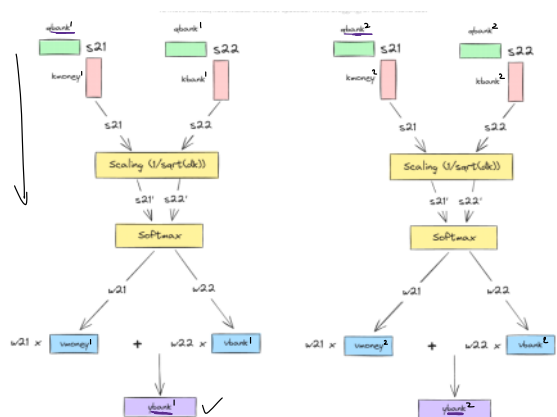 qbank¹ qbank¹ qbank² qbank²
s21 s22 s21 s22
kmoney¹ kbank¹ kmoney² kbank²
s21 s22 s21 s22
Scaling (1/sqrt(dk)) Scaling (1/sqrt(dk))
s21' s22' s21' s22'
Softmax Softmax
w21 w22 w21 w22
w21 x vmoney¹ + w22 x vbank¹ w21 x vmoney² + w22 x vbank²
ybank¹ ybank²